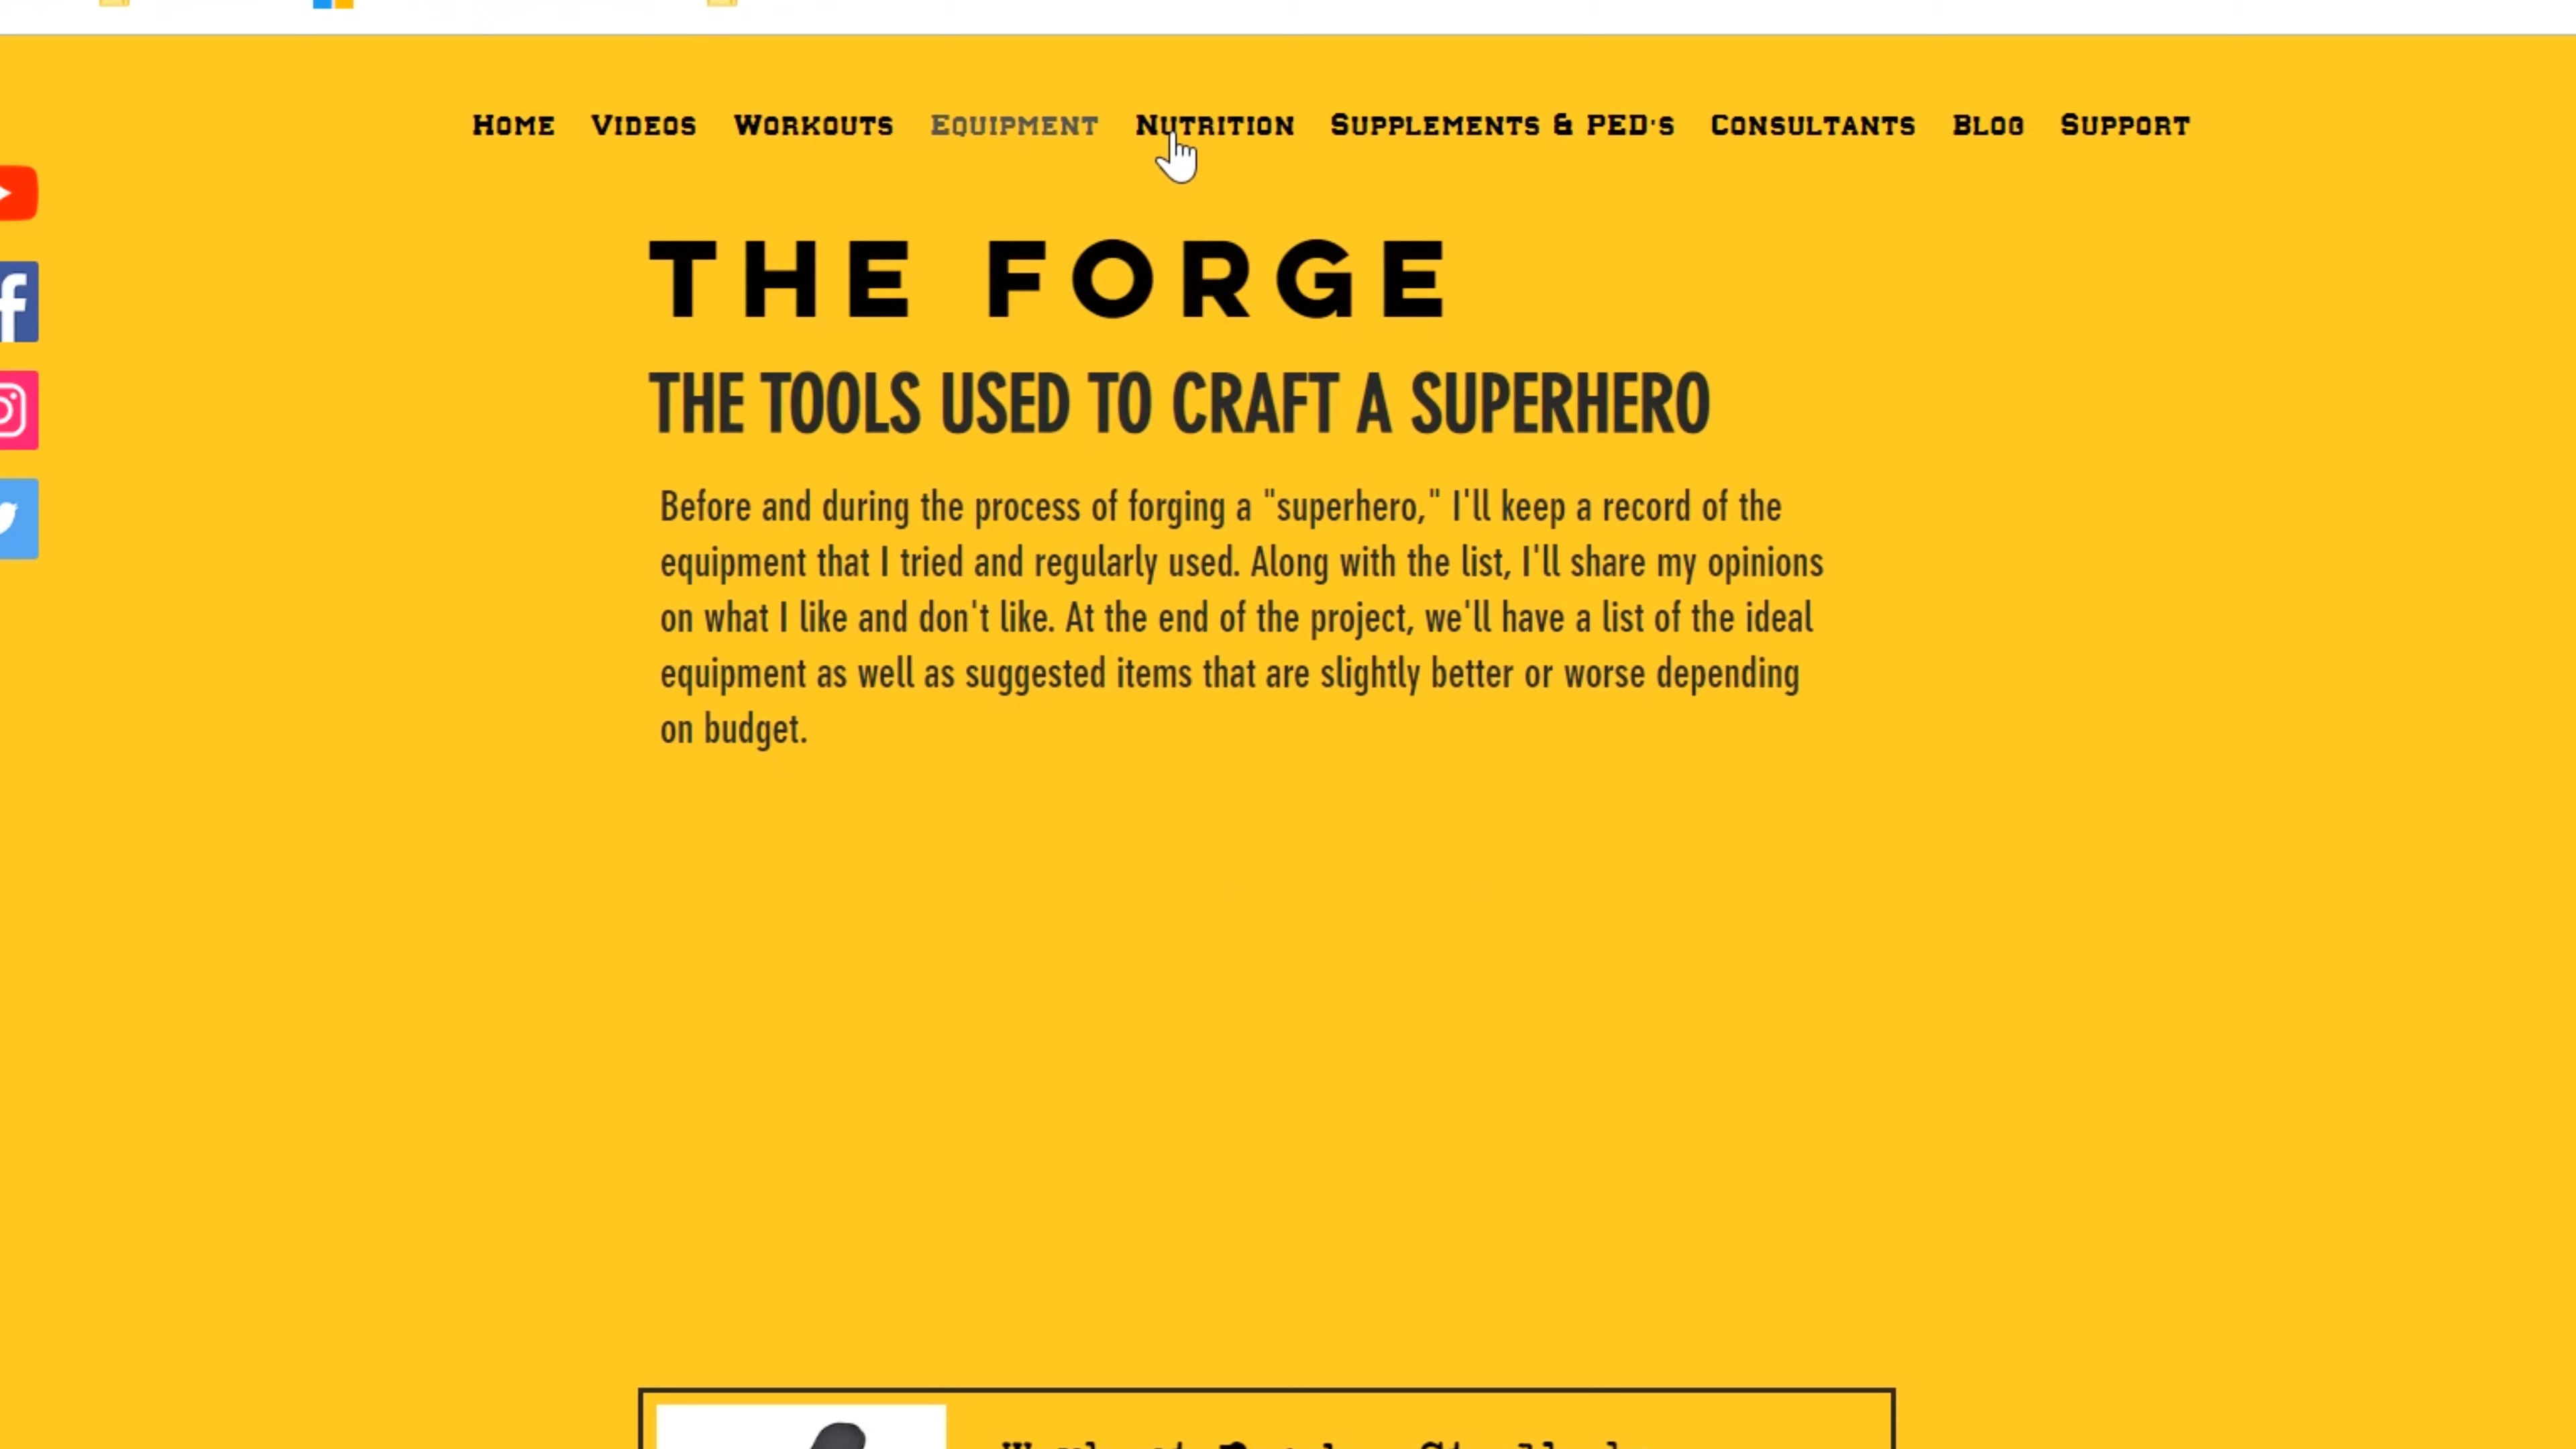 Home Videos Workouts Equipment Nutrition Supplements & PED's Consultants Blog Support
THE FORGE
THE TOOLS USED TO CRAFT A SUPERHERO
Before and during the process of forging a "superhero," I'll keep a record of the
equipment that I tried and regularly used. Along with the list, I'll share my opinions
on what I like and don't like. At the end of the project, we'll have a list of the ideal
equipment as well as suggested items that are slightly better or worse depending
on budget.